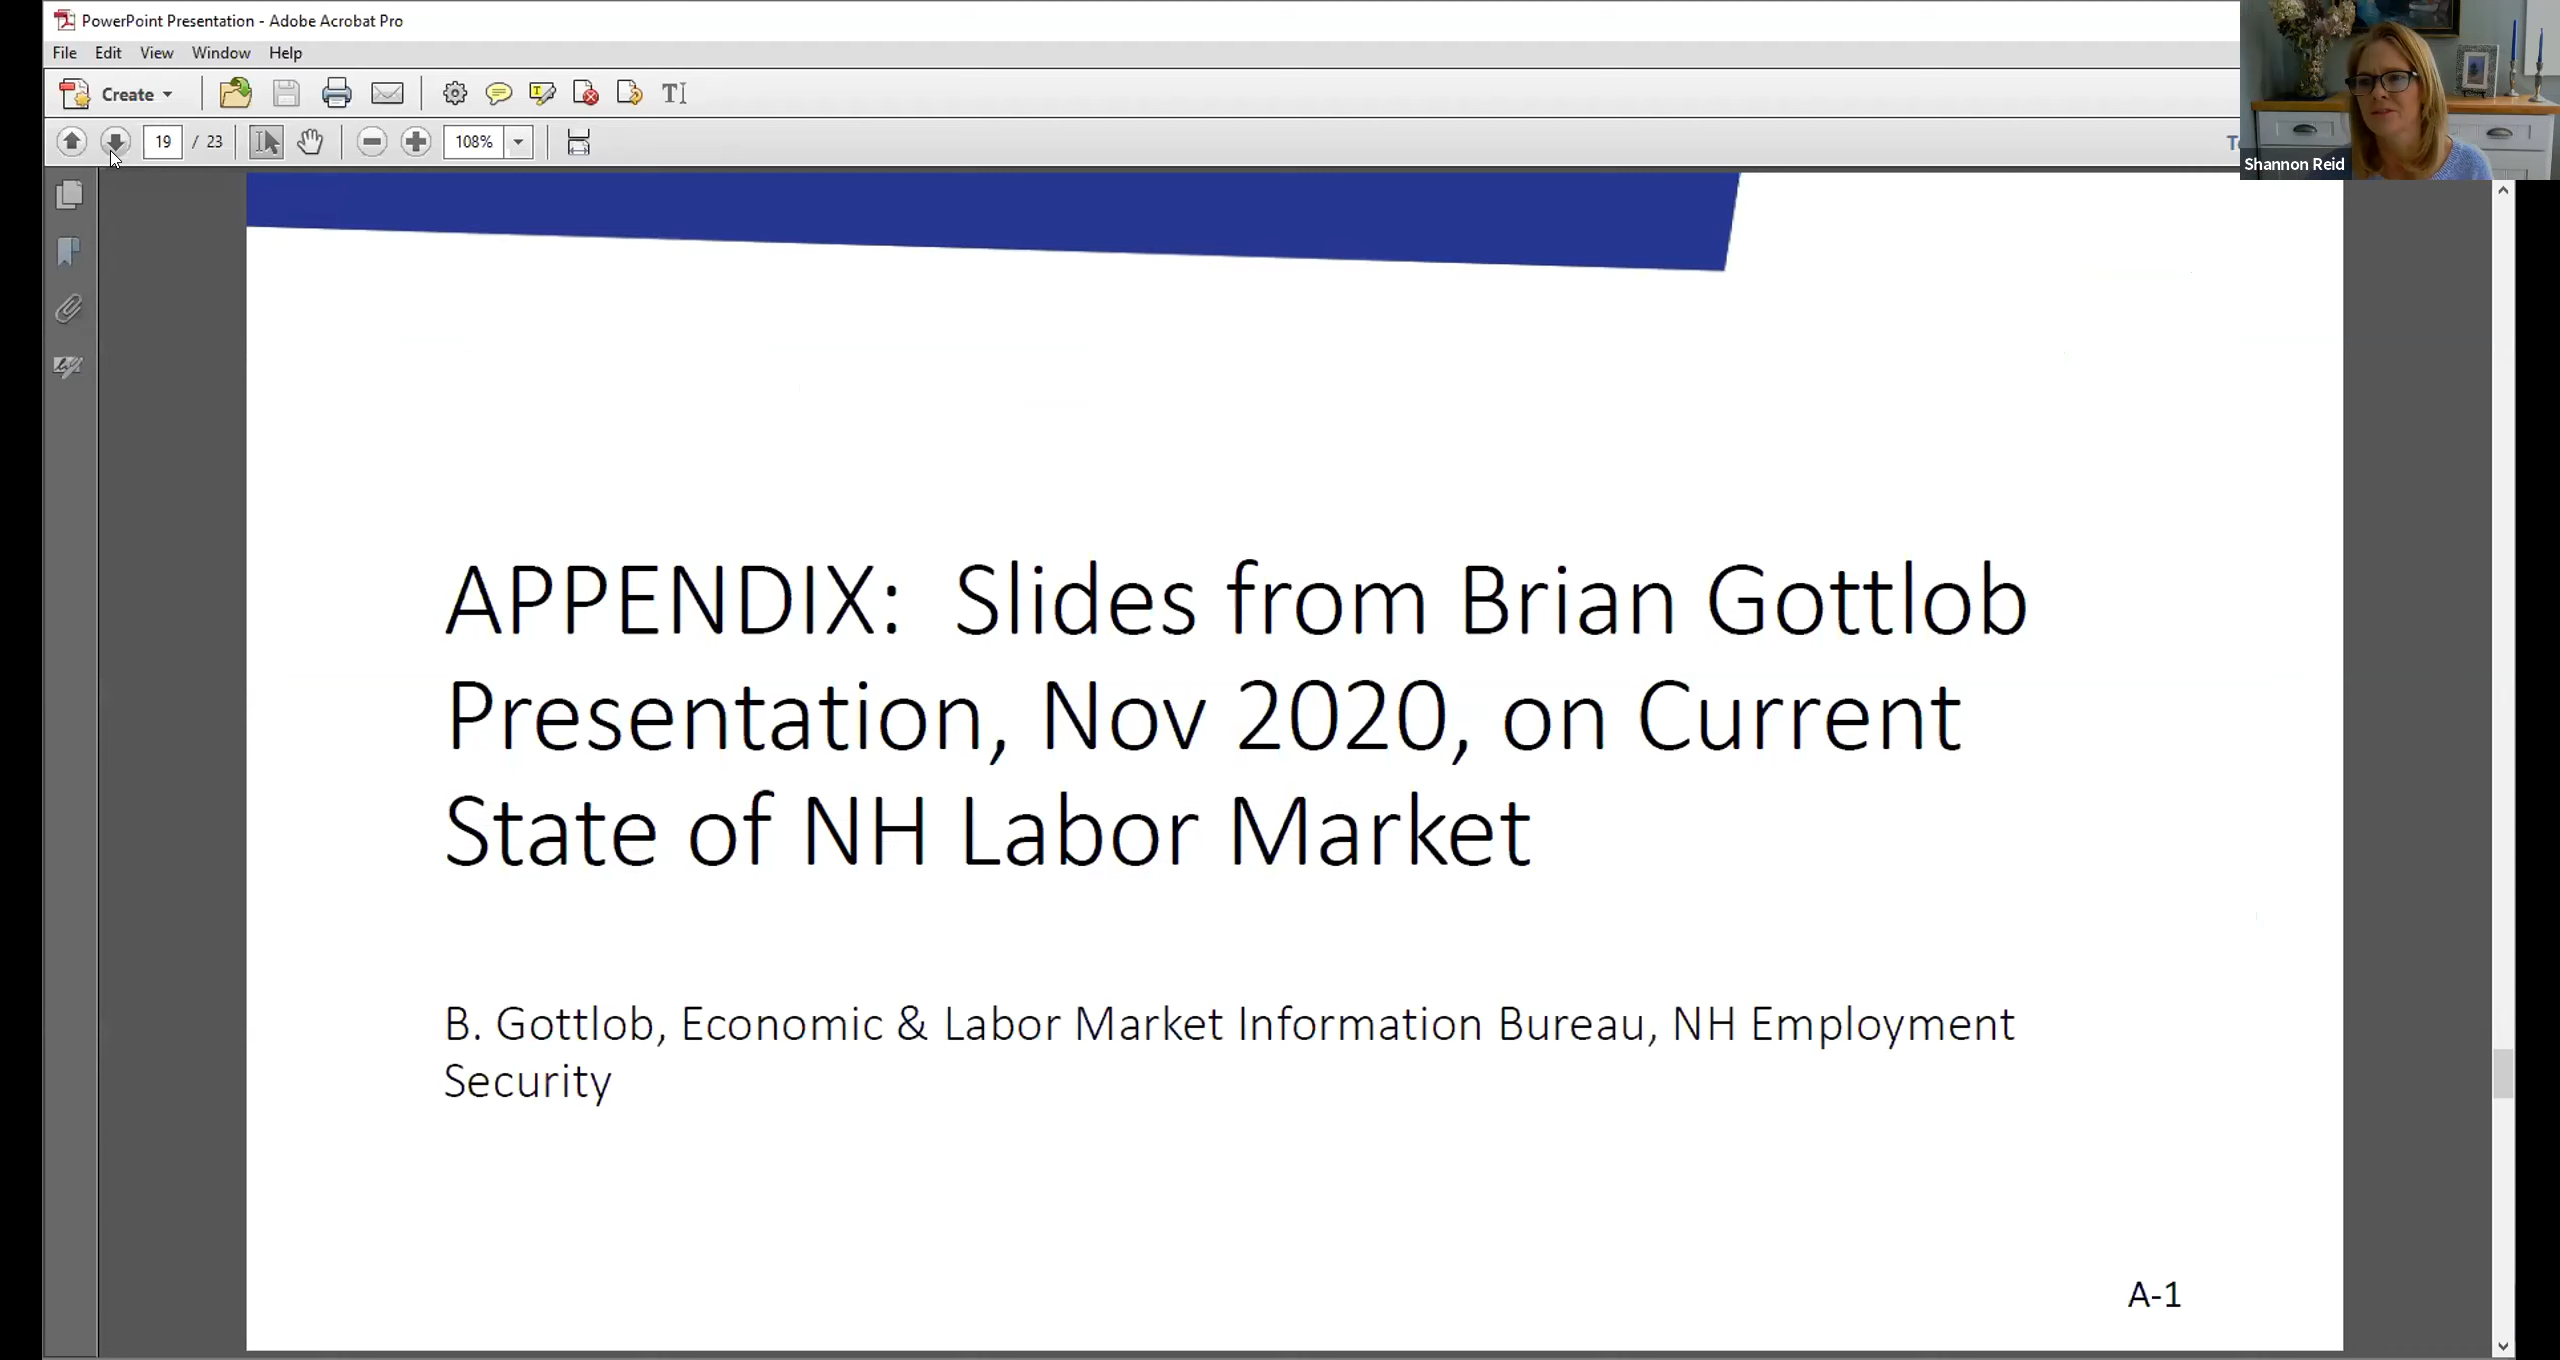 PowerPoint Presentation - Adobe Acrobat Pro
File Edit View Window Help
Create
19 / 23 108%
Shannon Reid
APPENDIX: Slides from Brian Gottlob
Presentation, Nov 2020, on Current
State of NH Labor Market
B. Gottlob, Economic & Labor Market Information Bureau, NH Employment
Security
A-1